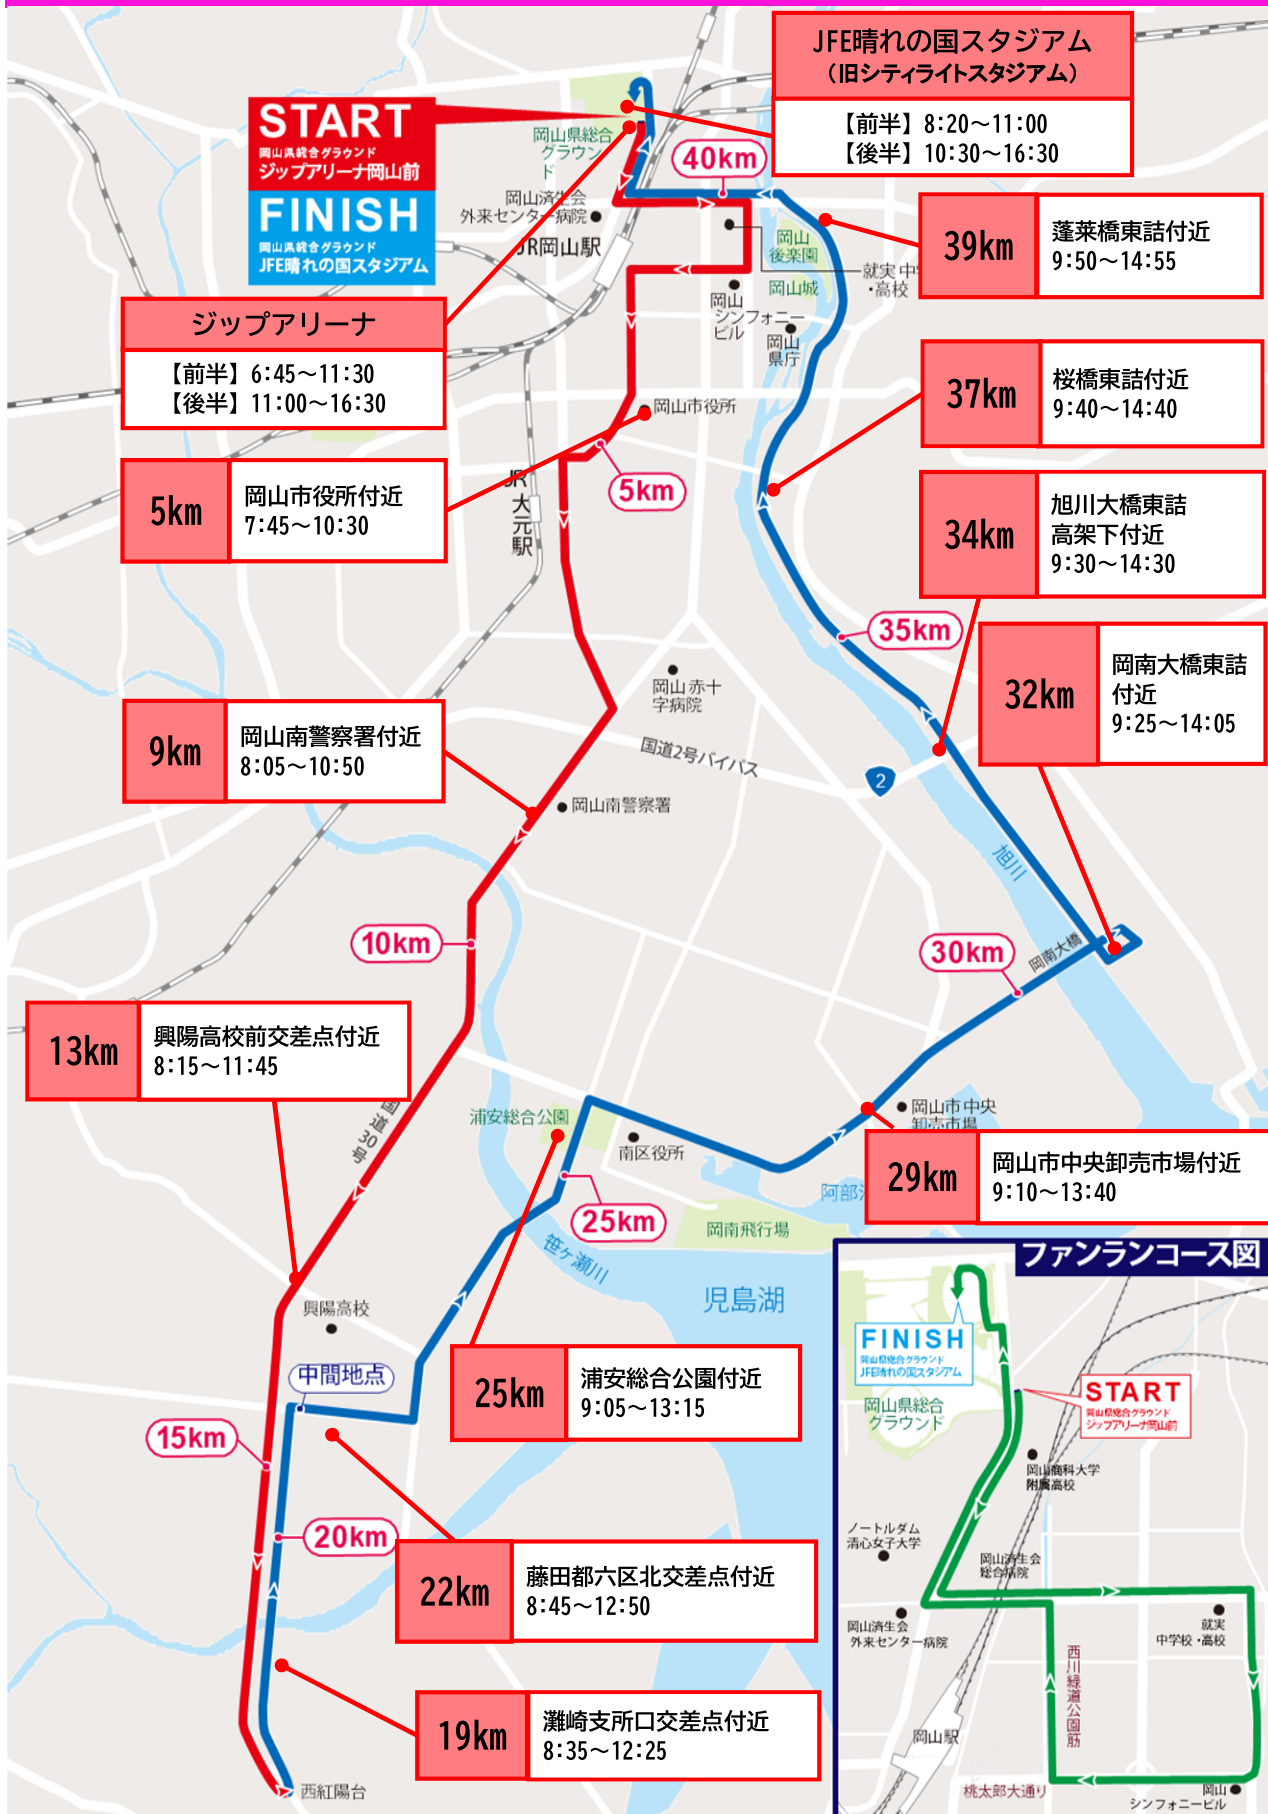 JFE晴れの国スタジアム
(旧シティライトスタジアム)
【前半】8:20～11:00
【後半】10:30～16:30
START
岡山県総合グラウンド
ジップアリーナ岡山前
FINISH
岡山県総合グラウンド
JFE晴れの国スタジアム
岡山県総合
グラウン
ド
40km
岡山済生会
外来センター病院
JR岡山駅
岡山
後楽園
岡山城
就実 中
・高校
39km
蓬莱橋東詰付近
9:50～14:55
ジップアリーナ
【前半】6:45～11:30
【後半】11:00～16:30
岡山
シンフォニー
ビル
岡山
県庁
37km
桜橋東詰付近
9:40～14:40
岡山市役所
5km
5km
岡山市役所付近
7:45～10:30
JR
大元駅
34km
旭川大橋東詰
高架下付近
9:30～14:30
35km
32km
岡南大橋東詰
付近
9:25～14:05
岡山 赤十
字病院
9km
岡山南警察署付近
8:05～10:50
国道2号バイパス
2
岡山南警察署
旭川
10km
30km
岡南大橋
13km
興陽高校前交差点付近
8:15～11:45
国道30号
浦安総合公園
南区役所
岡山市 中央
卸売市場
29km
岡山市中央卸売市場付近
9:10～13:40
阿部
25km
岡南飛行場
笹ヶ瀬川
児島湖
興陽高校
中間地点
25km
浦安総合公園付近
9:05～13:15
15km
20km
22km
藤田都六区北交差点付近
8:45～12:50
19km
灘崎支所口交差点付近
8:35～12:25
西紅陽台
ファンランコース図
FINISH
岡山県総合グラウンド
JFE晴れの国スタジアム
START
岡山県総合グラウンド
ジップアリーナ岡山前
岡山県総合
グラウンド
岡山商科大学
附属高校
ノートルダム
清心女子大学
岡山済生会
総合病院
岡山済生会
外来センター病院
就実
中学校・高校
西川緑道公園筋
岡山駅
桃太郎大通り
岡山
シンフォニービル